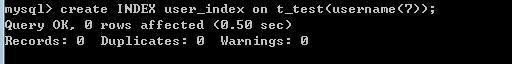 mysql> create INDEX user_index on t_test(username(7));
Query OK, 0 rows affected (0.50 sec)
Records: 0  Duplicates: 0  Warnings: 0